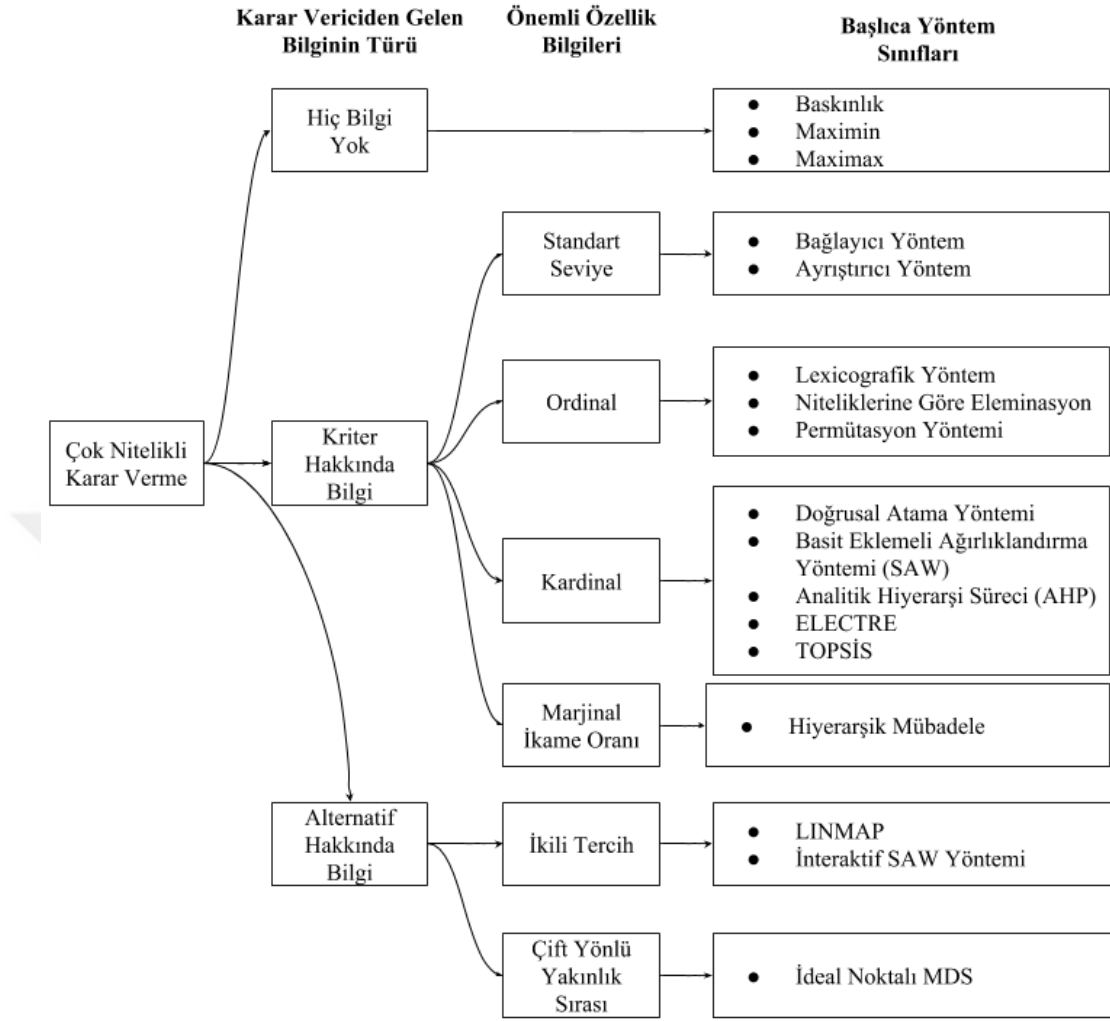 Karar Vericiden Gelen
Bilginin Türü
Önemli Özellik
Bilgileri
Başlıca Yöntem
Sınıfları
Hiç Bilgi
Yok
● Baskınlık
● Maximin
● Maximax
Standart
Seviye
● Bağlayıcı Yöntem
● Ayrıştırıcı Yöntem
Ordinal
● Lexicografik Yöntem
● Niteliklerine Göre Eleminasyon
● Permütasyon Yöntemi
Çok Nitelikli
Karar Verme
Kriter
Hakkında
Bilgi
Kardinal
● Doğrusal Atama Yöntemi
● Basit Eklemeli Ağırlıklandırma
Yöntemi (SAW)
● Analitik Hiyerarşi Süreci (AHP)
● ELECTRE
● TOPSİS
Marjinal
İkame Oranı
● Hiyerarşik Mübadele
Alternatif
Hakkında
Bilgi
İkili Tercih
● LINMAP
● İnteraktif SAW Yöntemi
Çift Yönlü
Yakınlık
Sırası
● İdeal Noktalı MDS